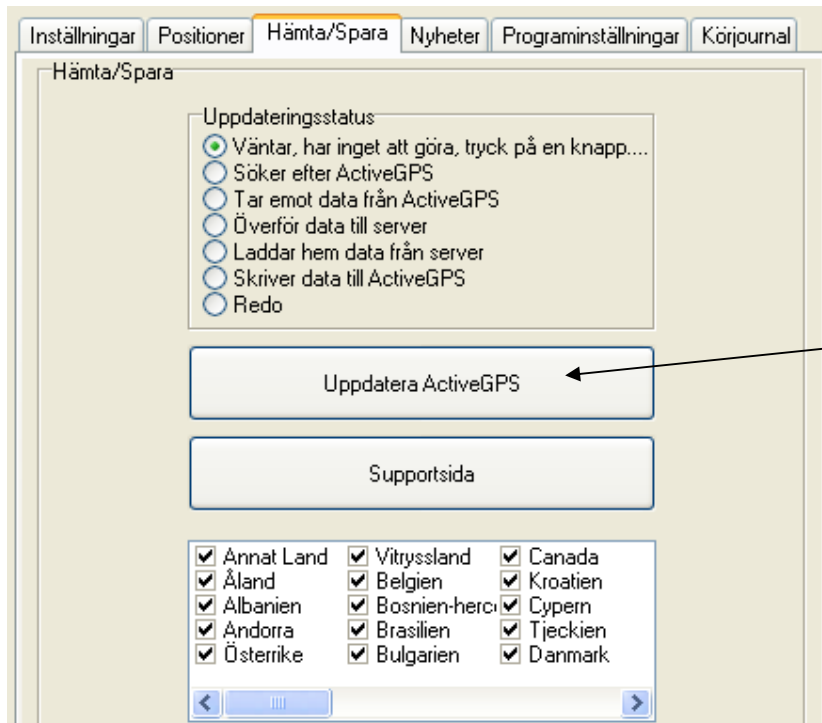 Inställningar Positioner Hämta/Spara Nyheter Programinställningar Körjournal
Hämta/Spara
Uppdateringsstatus
Väntar, har inget att göra, tryck på en knapp....
Söker efter ActiveGPS
Tar emot data från ActiveGPS
Överför data till server
Laddar hem data från server
Skriver data till ActiveGPS
Redo
Uppdatera ActiveGPS
Supportsida
Annat Land Vitryssland Canada
Åland Belgien Kroatien
Albanien Bosnien-herc Cypern
Andorra Brasilien Tjeckien
Österrike Bulgarien Danmark